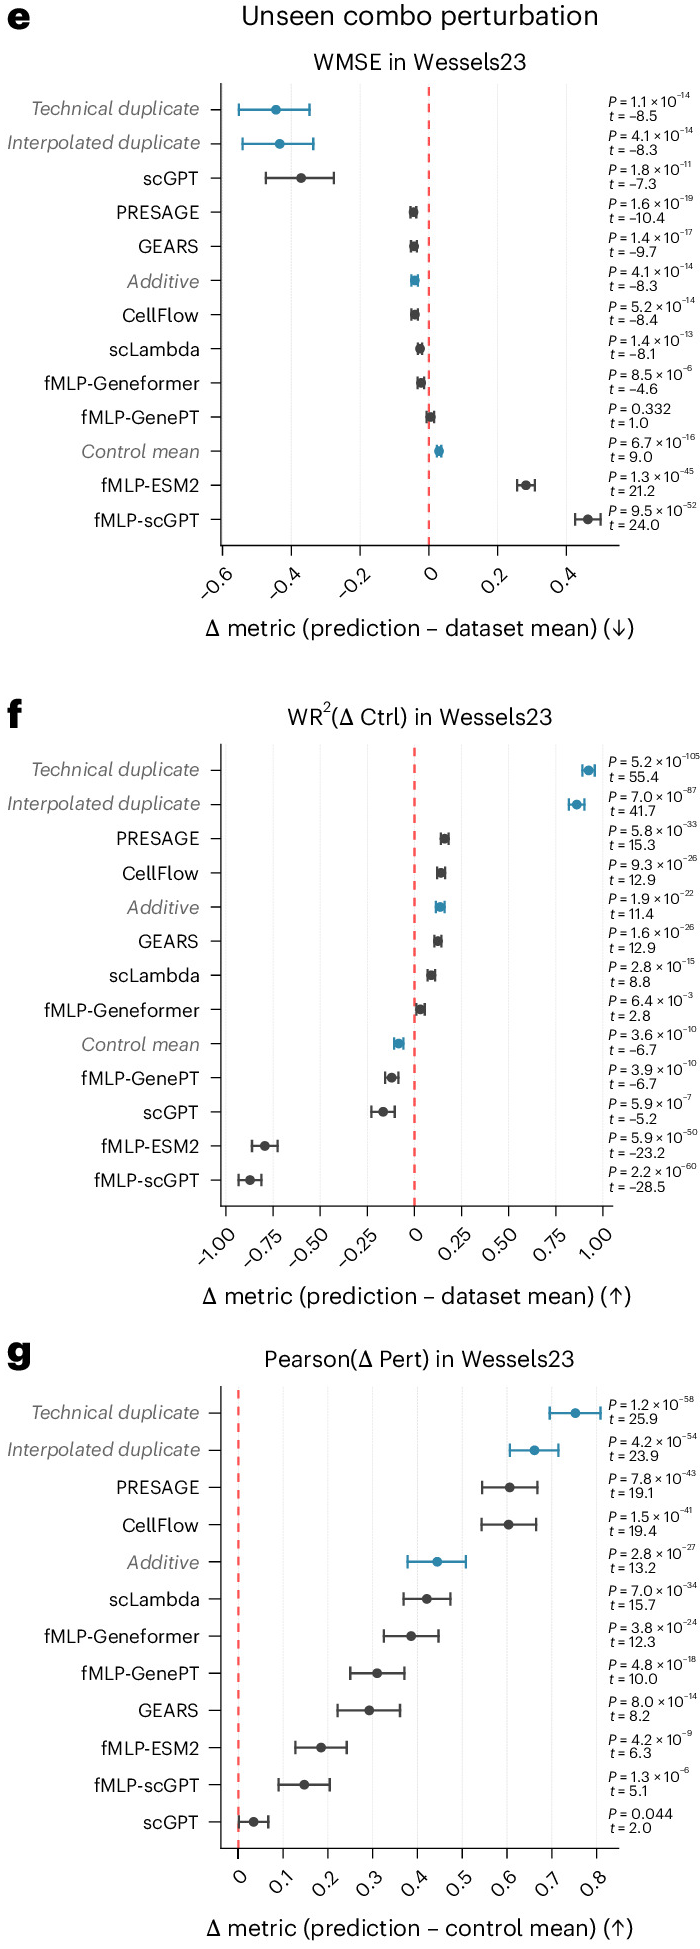 e
Unseen combo perturbation
WMSE in Wessels23
Technical duplicate
P = 1.1 × 10⁻¹⁴
t = –8.5
Interpolated duplicate
P = 4.1 × 10⁻¹⁴
t = –8.3
scGPT
P = 1.8 × 10⁻¹¹
t = –7.3
PRESAGE
P = 1.6 × 10⁻¹⁹
t = –10.4
GEARS
P = 1.4 × 10⁻¹⁷
t = –9.7
Additive
P = 4.1 × 10⁻¹⁴
t = –8.3
CellFlow
P = 5.2 × 10⁻¹⁴
t = –8.4
scLambda
P = 1.4 × 10⁻¹³
t = –8.1
fMLP-Geneformer
P = 8.5 × 10⁻⁶
t = –4.6
fMLP-GenePT
P = 0.332
t = 1.0
Control mean
P = 6.7 × 10⁻¹⁶
t = 9.0
fMLP-ESM2
P = 1.3 × 10⁻⁴⁵
t = 21.2
fMLP-scGPT
P = 9.5 × 10⁻⁵²
t = 24.0
–0.6 –0.4 –0.2 0 0.2 0.4
Δ metric (prediction – dataset mean) (↓)
f
WR²(Δ Ctrl) in Wessels23
Technical duplicate
P = 5.2 × 10⁻¹⁰⁵
t = 55.4
Interpolated duplicate
P = 7.0 × 10⁻⁸⁷
t = 41.7
PRESAGE
P = 5.8 × 10⁻³³
t = 15.3
CellFlow
P = 9.3 × 10⁻²⁶
t = 12.9
Additive
P = 1.9 × 10⁻²²
t = 11.4
GEARS
P = 1.6 × 10⁻²⁶
t = 12.9
scLambda
P = 2.8 × 10⁻¹⁵
t = 8.8
fMLP-Geneformer
P = 6.4 × 10⁻³
t = 2.8
Control mean
P = 3.6 × 10⁻¹⁰
t = –6.7
fMLP-GenePT
P = 3.9 × 10⁻¹⁰
t = –6.7
scGPT
P = 5.9 × 10⁻⁷
t = –5.2
fMLP-ESM2
P = 5.9 × 10⁻⁵⁰
t = –23.2
fMLP-scGPT
P = 2.2 × 10⁻⁶⁰
t = –28.5
–1.00 –0.75 –0.50 –0.25 0 0.25 0.50 0.75 1.00
Δ metric (prediction – dataset mean) (↑)
g
Pearson(Δ Pert) in Wessels23
Technical duplicate
P = 1.2 × 10⁻⁵⁸
t = 25.9
Interpolated duplicate
P = 4.2 × 10⁻⁵⁴
t = 23.9
PRESAGE
P = 7.8 × 10⁻⁴³
t = 19.1
CellFlow
P = 1.5 × 10⁻⁴¹
t = 19.4
Additive
P = 2.8 × 10⁻²⁷
t = 13.2
scLambda
P = 7.0 × 10⁻³⁴
t = 15.7
fMLP-Geneformer
P = 3.8 × 10⁻²⁴
t = 12.3
fMLP-GenePT
P = 4.8 × 10⁻¹⁸
t = 10.0
GEARS
P = 8.0 × 10⁻¹⁴
t = 8.2
fMLP-ESM2
P = 4.2 × 10⁻⁹
t = 6.3
fMLP-scGPT
P = 1.3 × 10⁻⁶
t = 5.1
scGPT
P = 0.044
t = 2.0
0 0.1 0.2 0.3 0.4 0.5 0.6 0.7 0.8
Δ metric (prediction – control mean) (↑)